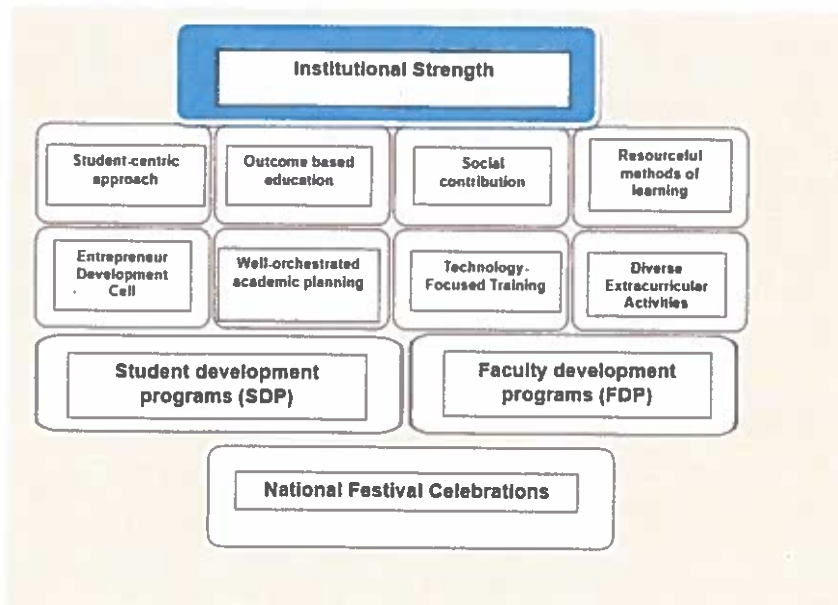 Institutional Strength
Student-centric
approach
Outcome based
education
Social
contribution
Resourceful
methods of
learning
Entrepreneur
Development
Cell
Well-orchestrated
academic planning
Technology-
Focused Training
Diverse
Extracurricular
Activities
Student development
programs (SDP)
Faculty development
programs (FDP)
National Festival Celebrations